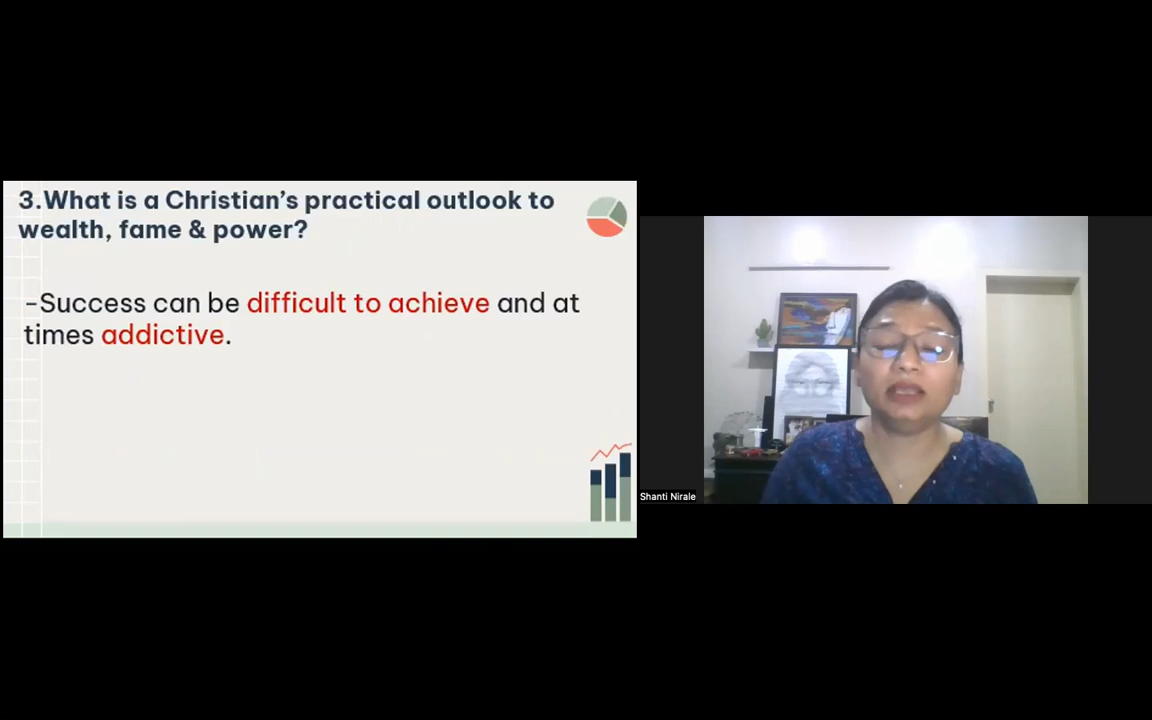 3.What is a Christian’s practical outlook to
wealth, fame & power?
-Success can be difficult to achieve and at
times addictive.
Shanti Nirale